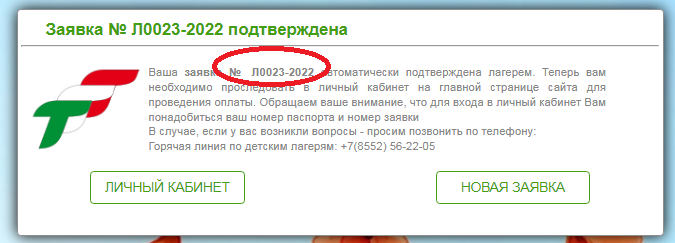 Заявка № Л0023-2022 подтверждена
Ваша заявка № Л0023-2022 автоматически подтверждена лагерем. Теперь вам
необходимо проследовать в личный кабинет на главной странице сайта для
проведения оплаты. Обращаем ваше внимание, что для входа в личный кабинет Вам
понадобиться ваш номер паспорта и номер заявки
В случае, если у вас возникли вопросы - просим позвонить по телефону:
Горячая линия по детским лагерям: +7(8552) 56-22-05
ЛИЧНЫЙ КАБИНЕТ
НОВАЯ ЗАЯВКА